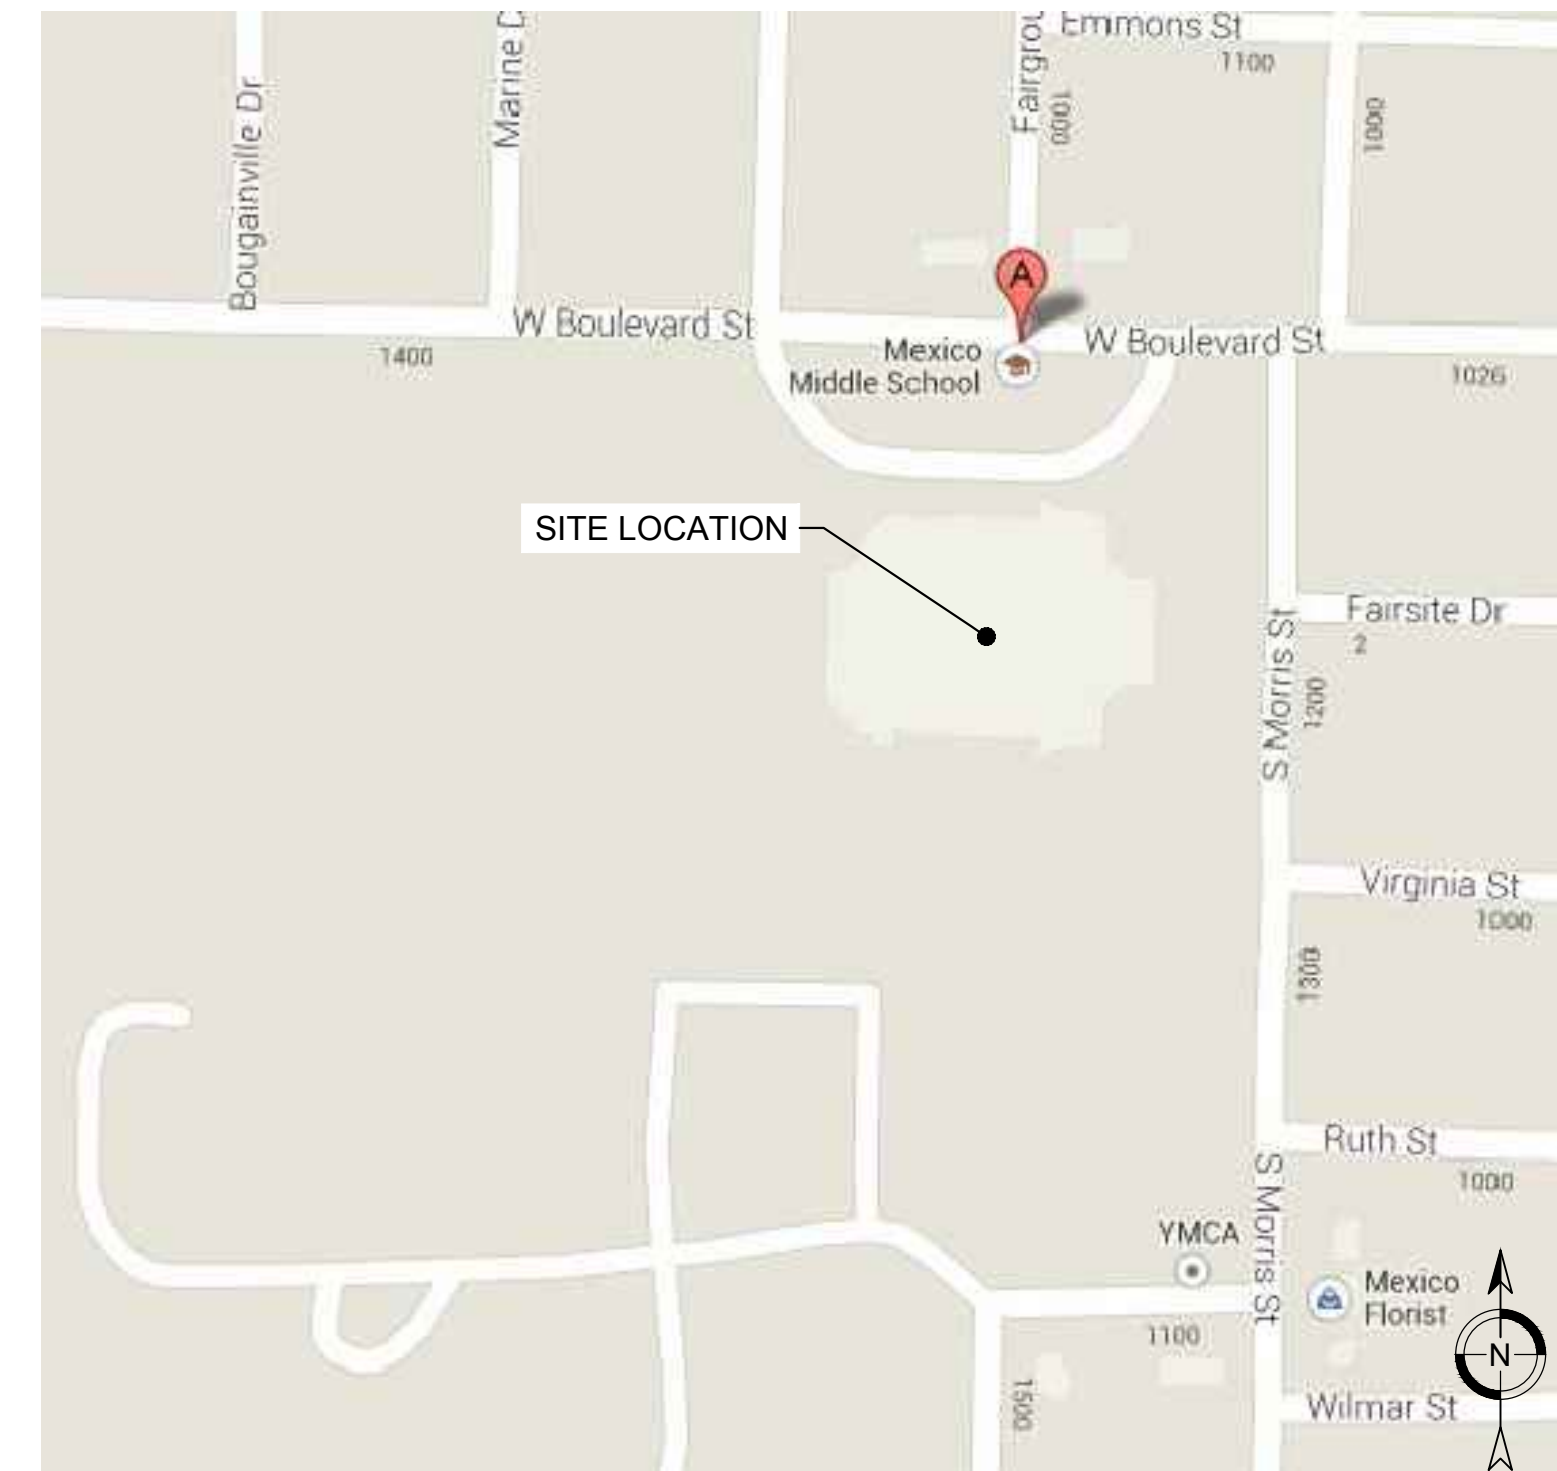 Emmons St
1100
Fairgrou
1000
1000
Marine D
Bougainville Dr
W Boulevard St
1400
A
Mexico
Middle School
W Boulevard St
1026
SITE LOCATION
Fairsite Dr
2
S Morris St
1200
Virginia St
1000
1300
Ruth St
1000
S Morris St
YMCA
Mexico
Florist
1100
1500
N
Wilmar St